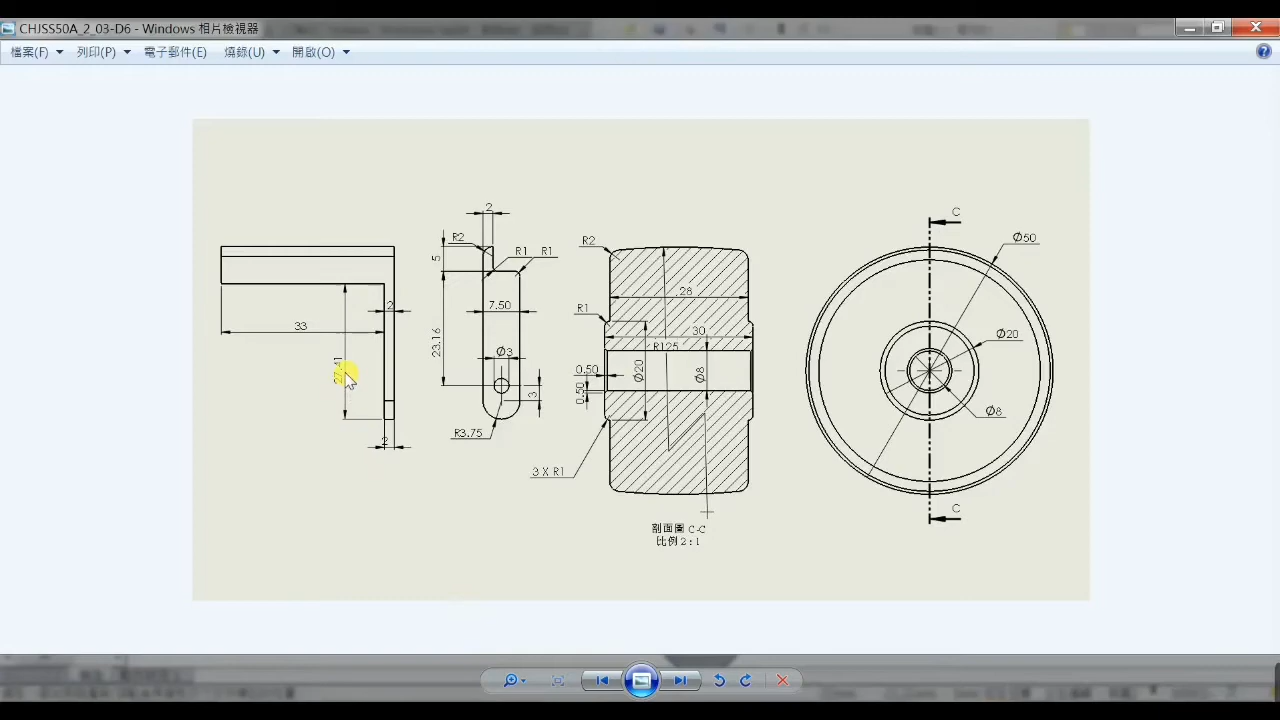 CHJSS50A_2_03-D6 - Windows 相片檢視器
檔案(F) 列印(P) 電子郵件(E) 燒錄(U) 開啟(O)
C
2
R2
R1 R1
R2
Ø50
5
28
2
7.50
R1
33
30
Ø20
23.16
R125
Ø3
27.41
0.50
Ø20
Ø8
0.50
3
Ø8
R3.75
2
3 X R1
C
剖面圖 C-C
比例 2 : 1